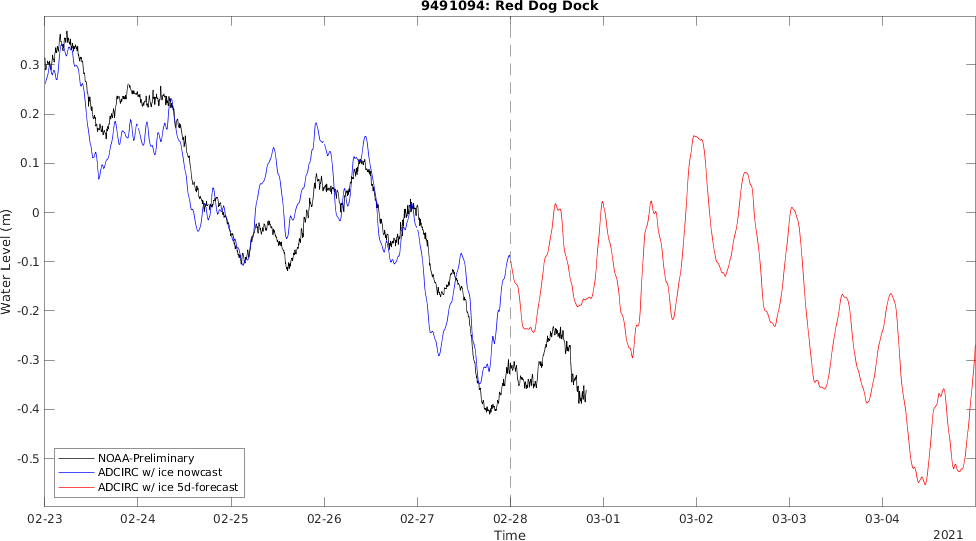 9491094: Red Dog Dock
Water Level (m)
0.3
0.2
0.1
0
-0.1
-0.2
-0.3
-0.4
-0.5
NOAA-Preliminary
ADCIRC w/ ice nowcast
ADCIRC w/ ice 5d-forecast
02-23 02-24 02-25 02-26 02-27 02-28 03-01 03-02 03-03 03-04
Time
2021